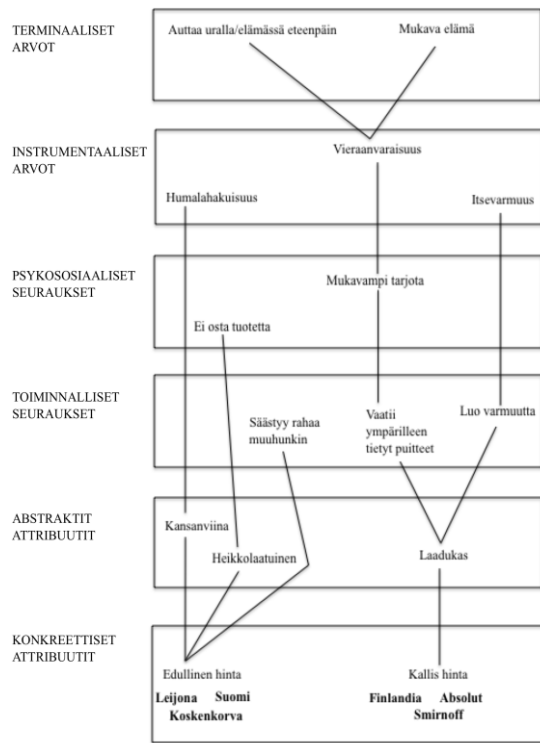 TERMINAALISET
ARVOT
Auttaa uralla/elämässä eteenpäin
Mukava elämä
INSTRUMENTAALISET
ARVOT
Vieraanvaraisuus
Humalahakuisuus
Itsevarmuus
PSYKOSOSIAALISET
SEURAUKSET
Mukavampi tarjota
Ei osta tuotetta
TOIMINNALLISET
SEURAUKSET
Säästyy rahaa
muuhunkin
Vaatii
ympärilleen
tietyt puitteet
Luo varmuutta
ABSTRAKTIT
ATTRIBUUTIT
Kansanviina
Heikkolaatuinen
Laadukas
KONKREETTISET
ATTRIBUUTIT
Edullinen hinta
Kallis hinta
Leijona Suomi
Koskenkorva
Finlandia Absolut
Smirnoff